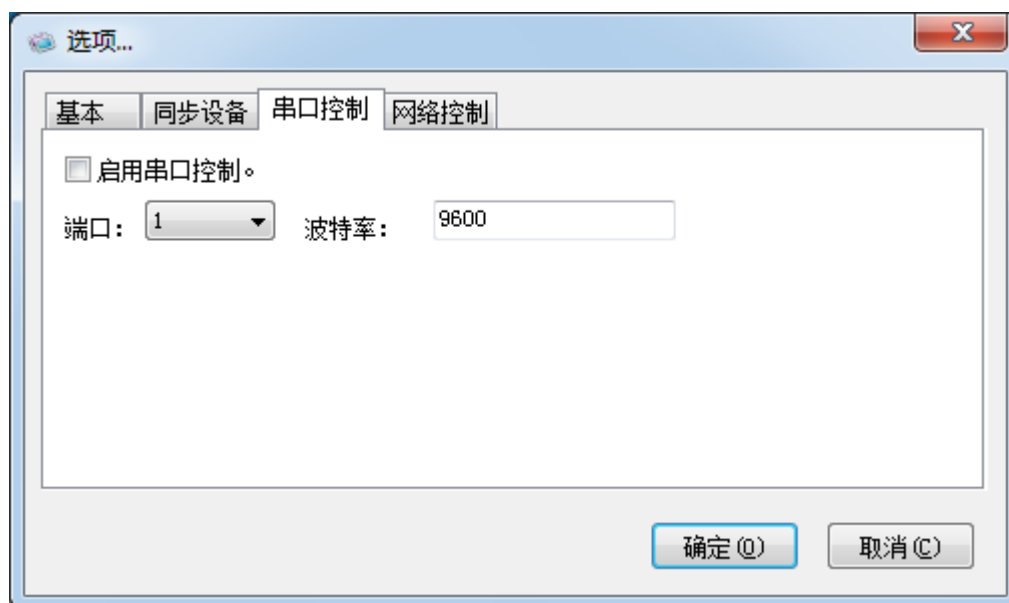 选项...
基本 同步设备 串口控制 网络控制
启用串口控制。
端口: 1 波特率: 9600
确定(O) 取消(C)